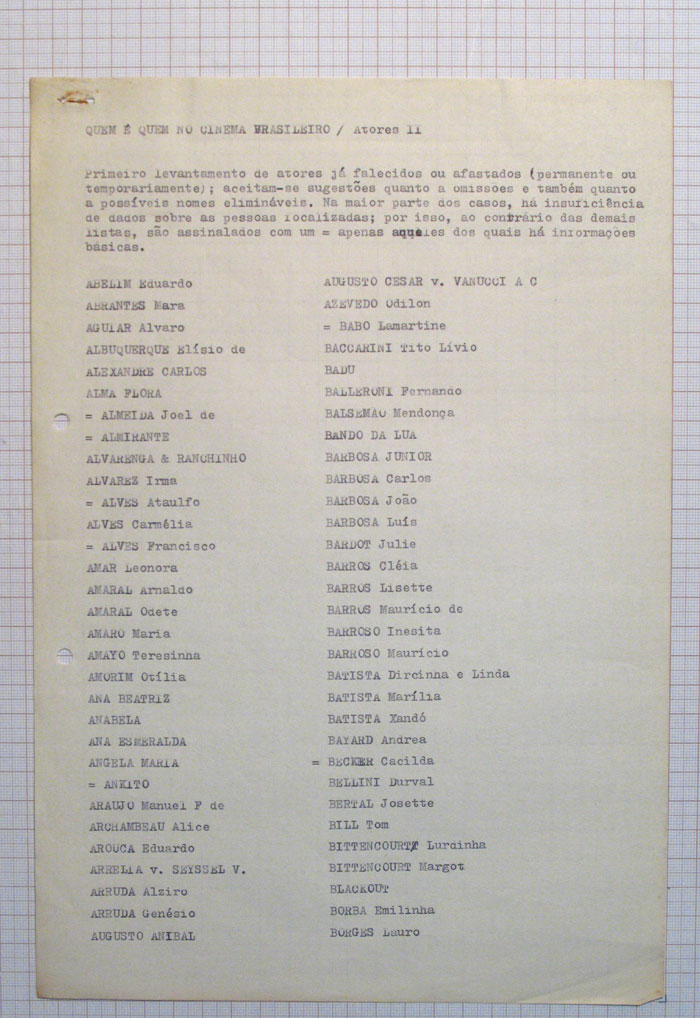 QUEM É QUEM NO CINEMA BRASILEIRO / Atores II
Primeiro levantamento de atores já falecidos ou afastados (permanente ou
temporariamente); aceitam-se sugestões quanto a omissões e também quanto
a possíveis nomes elimináveis. Na maior parte dos casos, há insuficiência
de dados sobre as pessoas localizadas; por isso, ao contrário das demais
listas, são assinalados com um = apenas aqueles dos quais há informações
básicas.
ABELIM Eduardo
ABRANTES Mara
AGUIAR Alvaro
ALBUQUERQUE Elísio de
ALEXANDRE CARLOS
ALMA FLORA
= ALMEIDA Joel de
= ALMIRANTE
ALVARENGA & RANCHINHO
ALVAREZ Irma
= ALVES Ataulfo
ALVES Carmélia
= ALVES Francisco
AMAR Leonora
AMARAL Arnaldo
AMARAL Odete
AMARO Maria
AMAYO Teresinha
AMORIM Otília
ANA BEATRIZ
ANABELA
ANA ESMERALDA
ANGELA MARIA
= ANKITO
ARAUJO Manuel F de
ARCHAMBEAU Alice
AROUCA Eduardo
ARRELIA v. SEYSSEL V.
ARRUDA Alziro
ARRUDA Genésio
AUGUSTO ANIBAL
AUGUSTO CESAR v. VANUCCI A C
AZEVEDO Odilon
= BABO Lamartine
BACCARINI Tito Lívio
BADU
BALLERONI Fernando
BALSEMÃO Mendonça
BANDO DA LUA
BARBOSA JUNIOR
BARBOSA Carlos
BARBOSA João
BARBOSA Luís
BARDOT Julie
BARROS Cléia
BARROS Lisette
BARROS Maurício de
BARROSO Inesita
BARROSO Maurício
BATISTA Dircinha e Linda
BATISTA Marília
BATISTA Xandó
BAYARD Andrea
= BECKER Cacilda
BELLINI Durval
BERTAL Josette
BILL Tom
BITTENCOURT Lurdinha
BITTENCOURT Margot
BLACKOUT
BORBA Emilinha
BORGES Lauro